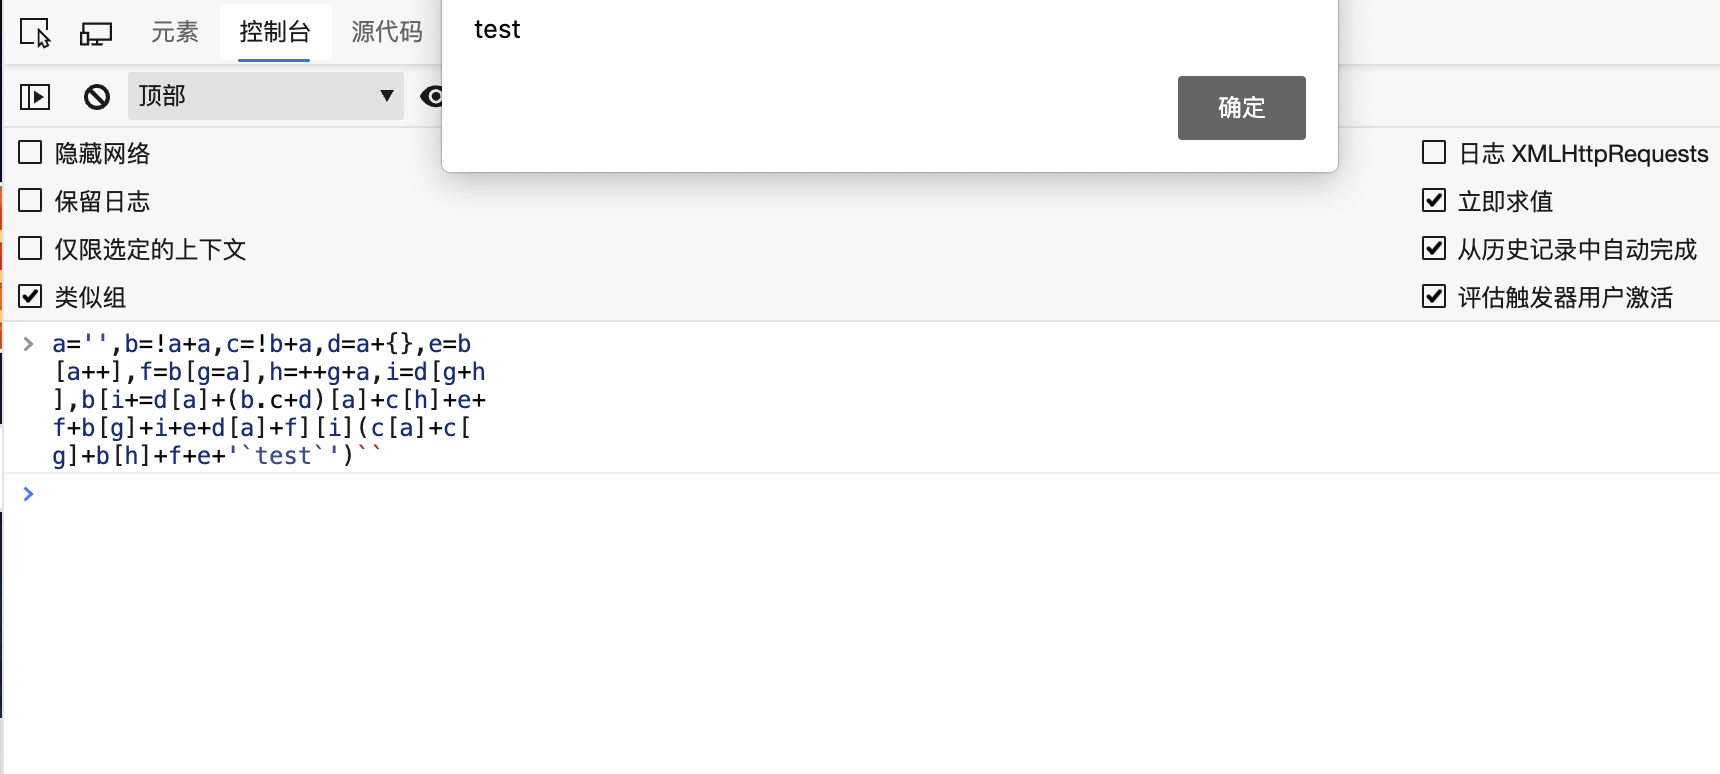 test
元素 控制台 源代码
确定
顶部
隐藏网络
日志 XMLHttpRequests
保留日志
立即求值
仅限选定的上下文
从历史记录中自动完成
类似组
评估触发器用户激活
> a='',b=!a+a,c=!b+a,d=a+{},e=b
[a++],f=b[g=a],h=++g+a,i=d[g+h
],b[i+=d[a]+(b.c+d)[a]+c[h]+e+
f+b[g]+i+e+d[a]+f][i](c[a]+c[
g]+b[h]+f+e+'`test`')``
>